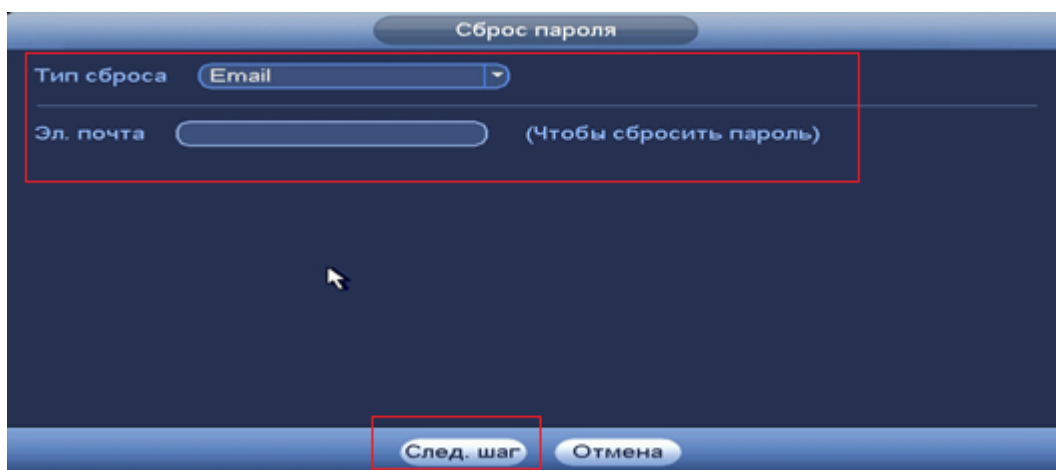 Сброс пароля
Тип сброса Email
Эл. почта (Чтобы сбросить пароль)
След. шаг Отмена